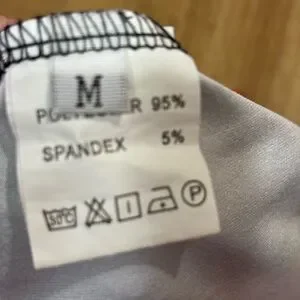 M
POLYESTER 95%
SPANDEX 5%
P